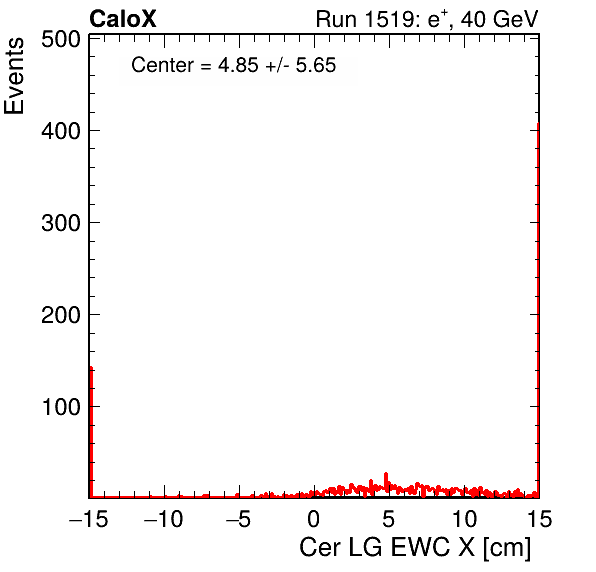 CaloX Run 1519: e⁺, 40 GeV
Center = 4.85 +/- 5.65
Events
500
400
300
200
100
−15 −10 −5 0 5 10 15
Cer LG EWC X [cm]